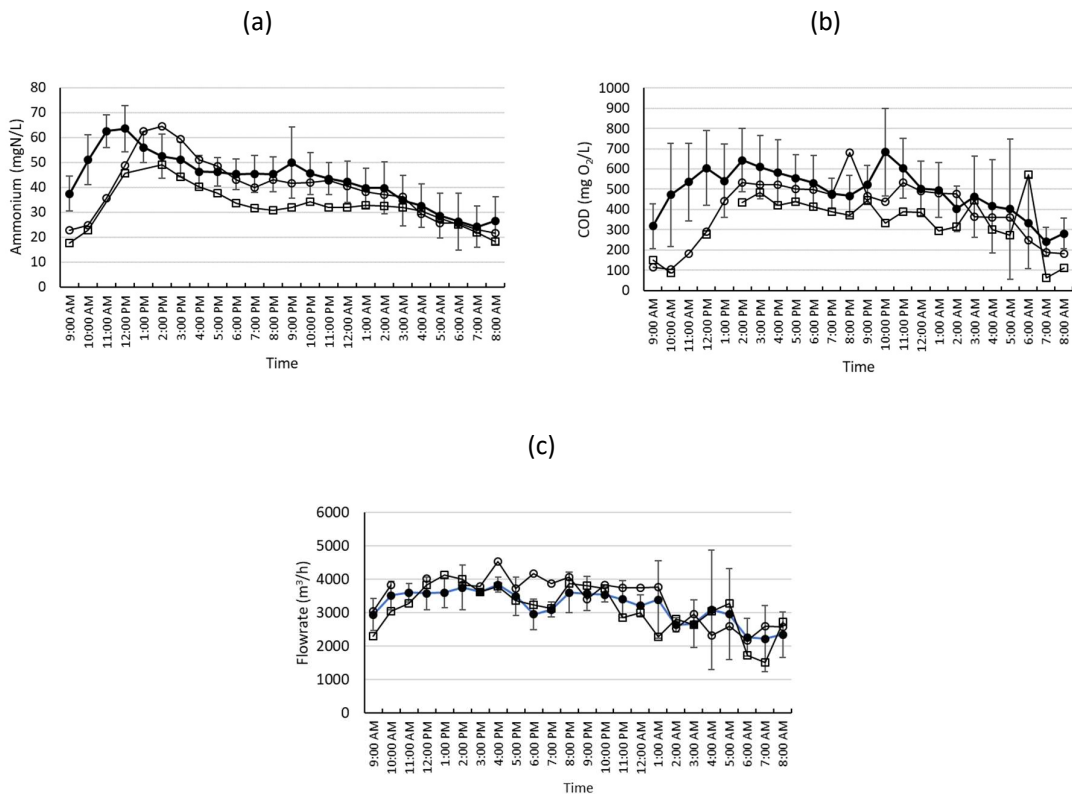 (a)
(b)
80
70
60
50
40
30
20
10
0
Ammonium (mgN/L)
9:00 AM
10:00 AM
11:00 AM
12:00 PM
1:00 PM
2:00 PM
3:00 PM
4:00 PM
5:00 PM
6:00 PM
7:00 PM
8:00 PM
9:00 PM
10:00 PM
11:00 PM
12:00 AM
1:00 AM
2:00 AM
3:00 AM
4:00 AM
5:00 AM
6:00 AM
7:00 AM
8:00 AM
Time
1000
900
800
700
600
500
400
300
200
100
0
COD (mg O₂/L)
9:00 AM
10:00 AM
11:00 AM
12:00 PM
1:00 PM
2:00 PM
3:00 PM
4:00 PM
5:00 PM
6:00 PM
7:00 PM
8:00 PM
9:00 PM
10:00 PM
11:00 PM
12:00 AM
1:00 AM
2:00 AM
3:00 AM
4:00 AM
5:00 AM
6:00 AM
7:00 AM
8:00 AM
Time
(c)
6000
5000
4000
3000
2000
1000
0
Flowrate (m³/h)
9:00 AM
10:00 AM
11:00 AM
12:00 PM
1:00 PM
2:00 PM
3:00 PM
4:00 PM
5:00 PM
6:00 PM
7:00 PM
8:00 PM
9:00 PM
10:00 PM
11:00 PM
12:00 AM
1:00 AM
2:00 AM
3:00 AM
4:00 AM
5:00 AM
6:00 AM
7:00 AM
8:00 AM
Time